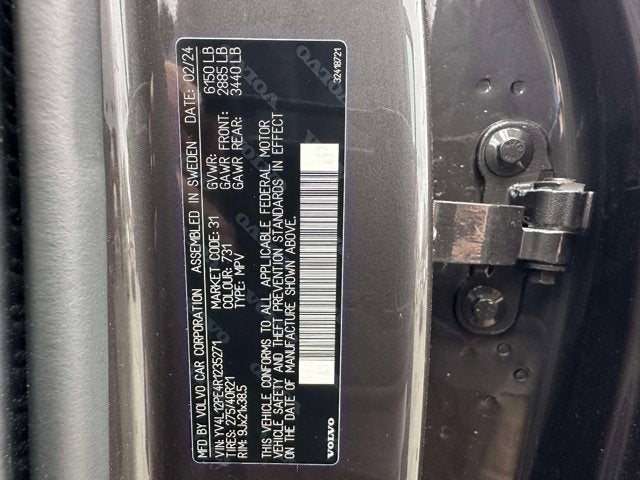 MFD BY VOLVO CAR CORPORATION ASSEMBLED IN SWEDEN DATE: 02/24
VIN: YV4L12PE4R1235271 MARKET CODE: 31 GVWR: 6150 LB
TIRES: 275/40R21 COLOUR: 731 GAWR FRONT: 2885 LB
RIM: 9Jx21x38.5 TYPE: MPV GAWR REAR: 3440 LB
THIS VEHICLE CONFORMS TO ALL APPLICABLE FEDERAL MOTOR
VEHICLE SAFETY AND THEFT PREVENTION STANDARDS IN EFFECT
ON THE DATE OF MANUFACTURE SHOWN ABOVE.
VOLVO 32418721